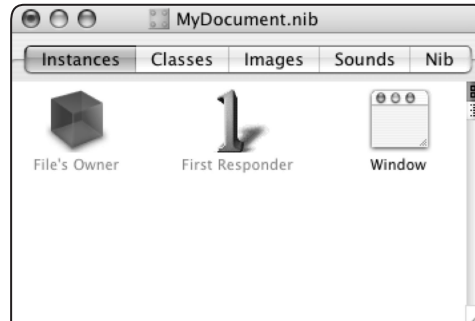 MyDocument.nib
Instances Classes Images Sounds Nib
File's Owner First Responder Window